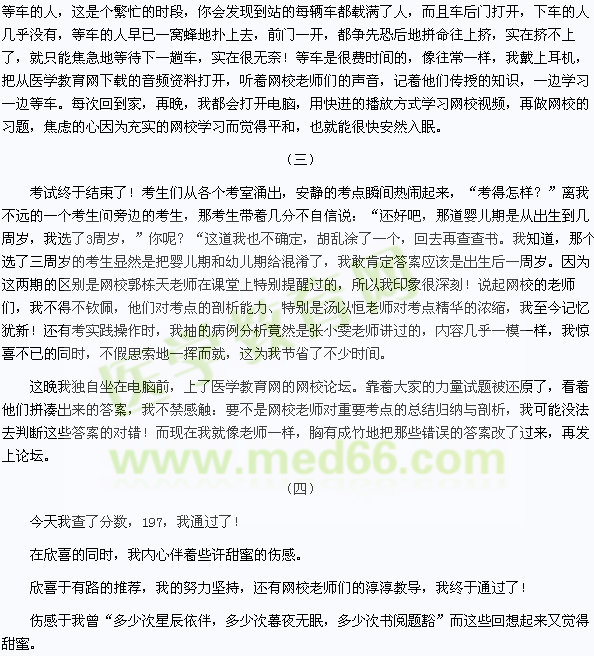 等车的人，这是个繁忙的时段，你会发现到站的每辆车都载满了人，而且车后门打开，下车的人
几乎没有，等车的人早已一窝蜂地扑上去，前门一开，都争先恐后地拼命往上挤，实在挤不上
了，就只能焦急地等待下一趟车，实在很无奈！等车是很费时间的，像往常一样，我戴上耳机，
把从医学教育网下载的音频资料打开，听着网校老师们的声音，记着他们传授的知识，一边学习
一边等车。每次回到家，再晚，我都会打开电脑，用快进的播放方式学习网校视频，再做网校的
习题，焦虑的心因为充实的网校学习而觉得平和，也就能很快安然入眠。
（三）
考试终于结束了！考生们从各个考室涌出，安静的考点瞬间热闹起来，“考得怎样？”离我
不远的一个考生问旁边的考生，那考生带着几分不自信说：“还好吧，那道婴儿期是从出生到几
周岁，我选了3周岁，”你呢？“这道我也不确定，胡乱涂了一个，回去再查查书。我知道，那个
选了三周岁的考生显然是把婴儿期和幼儿期给混淆了，我敢肯定答案应该是出生后一周岁。因为
这两期的区别是网校郭栋天老师在课堂上特别提醒过的，所以我印象很深刻！说起网校的老师
们，我不得不钦佩，他们对考点的剖析能力、特别是汤以恒老师对考点精华的浓缩，我至今记忆
犹新！还有考实践操作时，我抽的病例分析竟然是张小雯老师讲过的，内容几乎一模一样，我惊
喜不已的同时，不假思索地一挥而就，这为我节省了不少时间。
这晚我独自坐在电脑前，上了医学教育网的网校论坛。靠着大家的力量试题被还原了，看着
他们拼凑出来的答案，我不禁感触：要不是网校老师对重要考点的总结归纳与剖析，我可能没法
去判断这些答案的对错！而现在我就像老师一样，胸有成竹地把那些错误的答案改了过来，再发
上论坛。
医学教育网
www.med66.com
（四）
今天我查了分数，197，我通过了！
在欣喜的同时，我内心伴着些许甜蜜的伤感。
欣喜于有路的推荐，我的努力坚持，还有网校老师们的淳淳教导，我终于通过了！
伤感于我曾“多少次星辰依伴，多少次暮夜无眠，多少次书阅题豁”而这些回想起来又觉得
甜蜜。